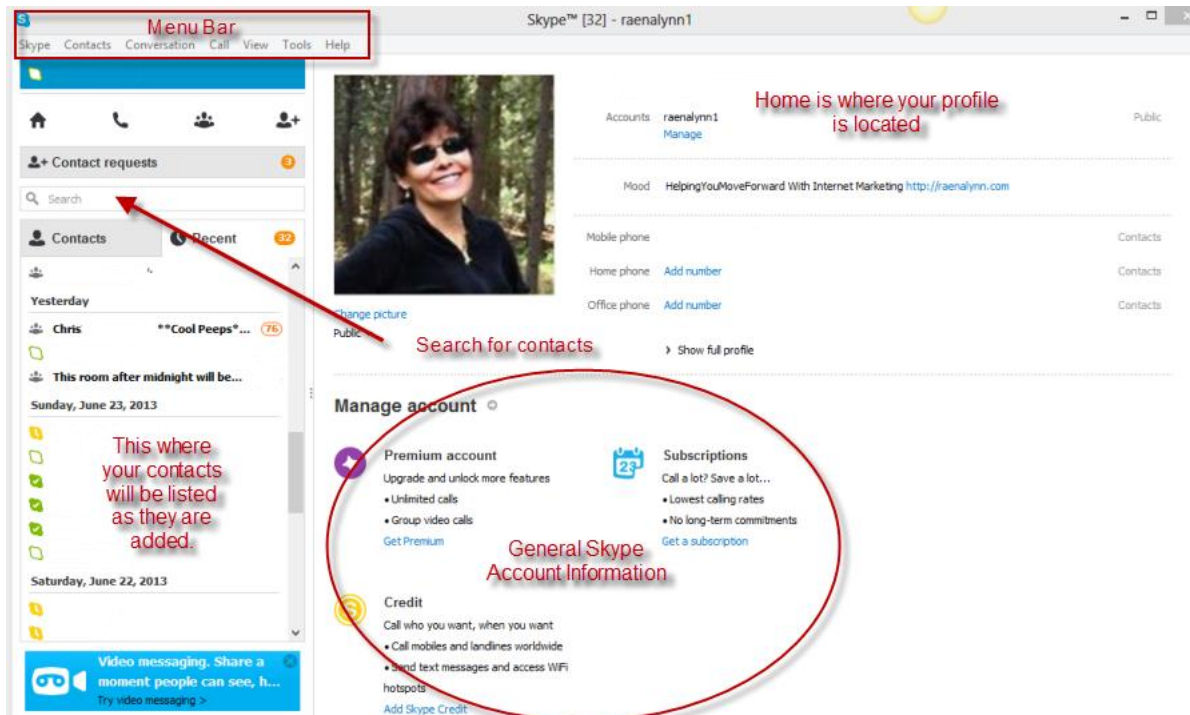 Skype™ [32] - raenalynn1
Menu Bar
Skype Contacts Conversation Call View Tools Help
Contact requests 3
Search
Contacts Recent 32
Yesterday
Chris **Cool Peeps*... 76
This room after midnight will be...
Sunday, June 23, 2013
This where
your contacts
will be listed
as they are
added.
Saturday, June 22, 2013
Video messaging. Share a
moment people can see, h...
Try video messaging >
Home is where your profile
is located
Accounts raenalynn1 Public
Manage
Mood HelpingYouMoveForward With Internet Marketing http://raenalynn.com
Mobile phone Contacts
Home phone Add number Contacts
Office phone Add number Contacts
Change picture
Public
Search for contacts
Show full profile
Manage account
Premium account
Upgrade and unlock more features
• Unlimited calls
• Group video calls
Get Premium
23
Subscriptions
Call a lot? Save a lot...
• Lowest calling rates
• No long-term commitments
Get a subscription
General Skype
Account Information
Credit
Call who you want, when you want
• Call mobiles and landlines worldwide
• Send text messages and access WiFi
hotspots
Add Skype Credit